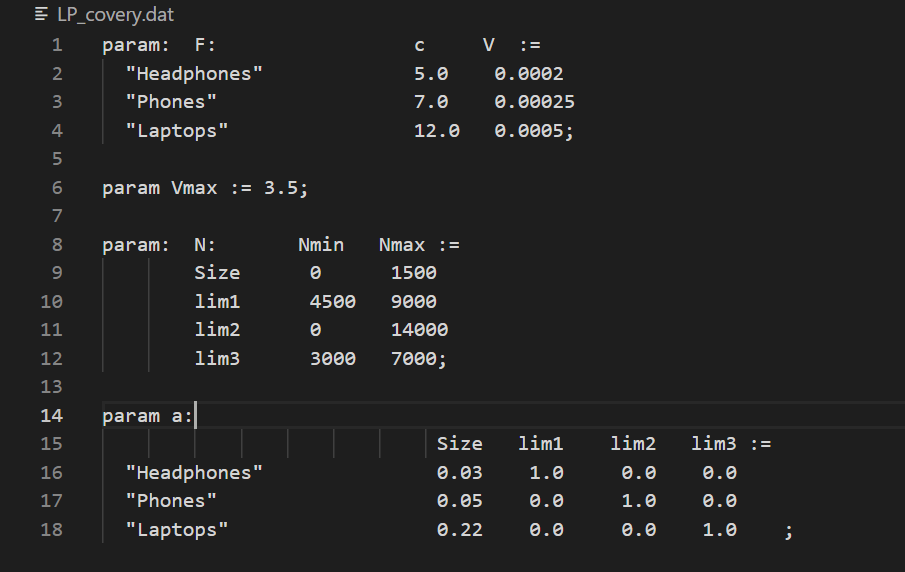 LP_covery.dat
1 param: F: c V :=
2 "Headphones" 5.0 0.0002
3 "Phones" 7.0 0.00025
4 "Laptops" 12.0 0.0005;
5
6 param Vmax := 3.5;
7
8 param: N: Nmin Nmax :=
9 Size 0 1500
10 lim1 4500 9000
11 lim2 0 14000
12 lim3 3000 7000;
13
14 param a:
15 Size lim1 lim2 lim3 :=
16 "Headphones" 0.03 1.0 0.0 0.0
17 "Phones" 0.05 0.0 1.0 0.0
18 "Laptops" 0.22 0.0 0.0 1.0 ;